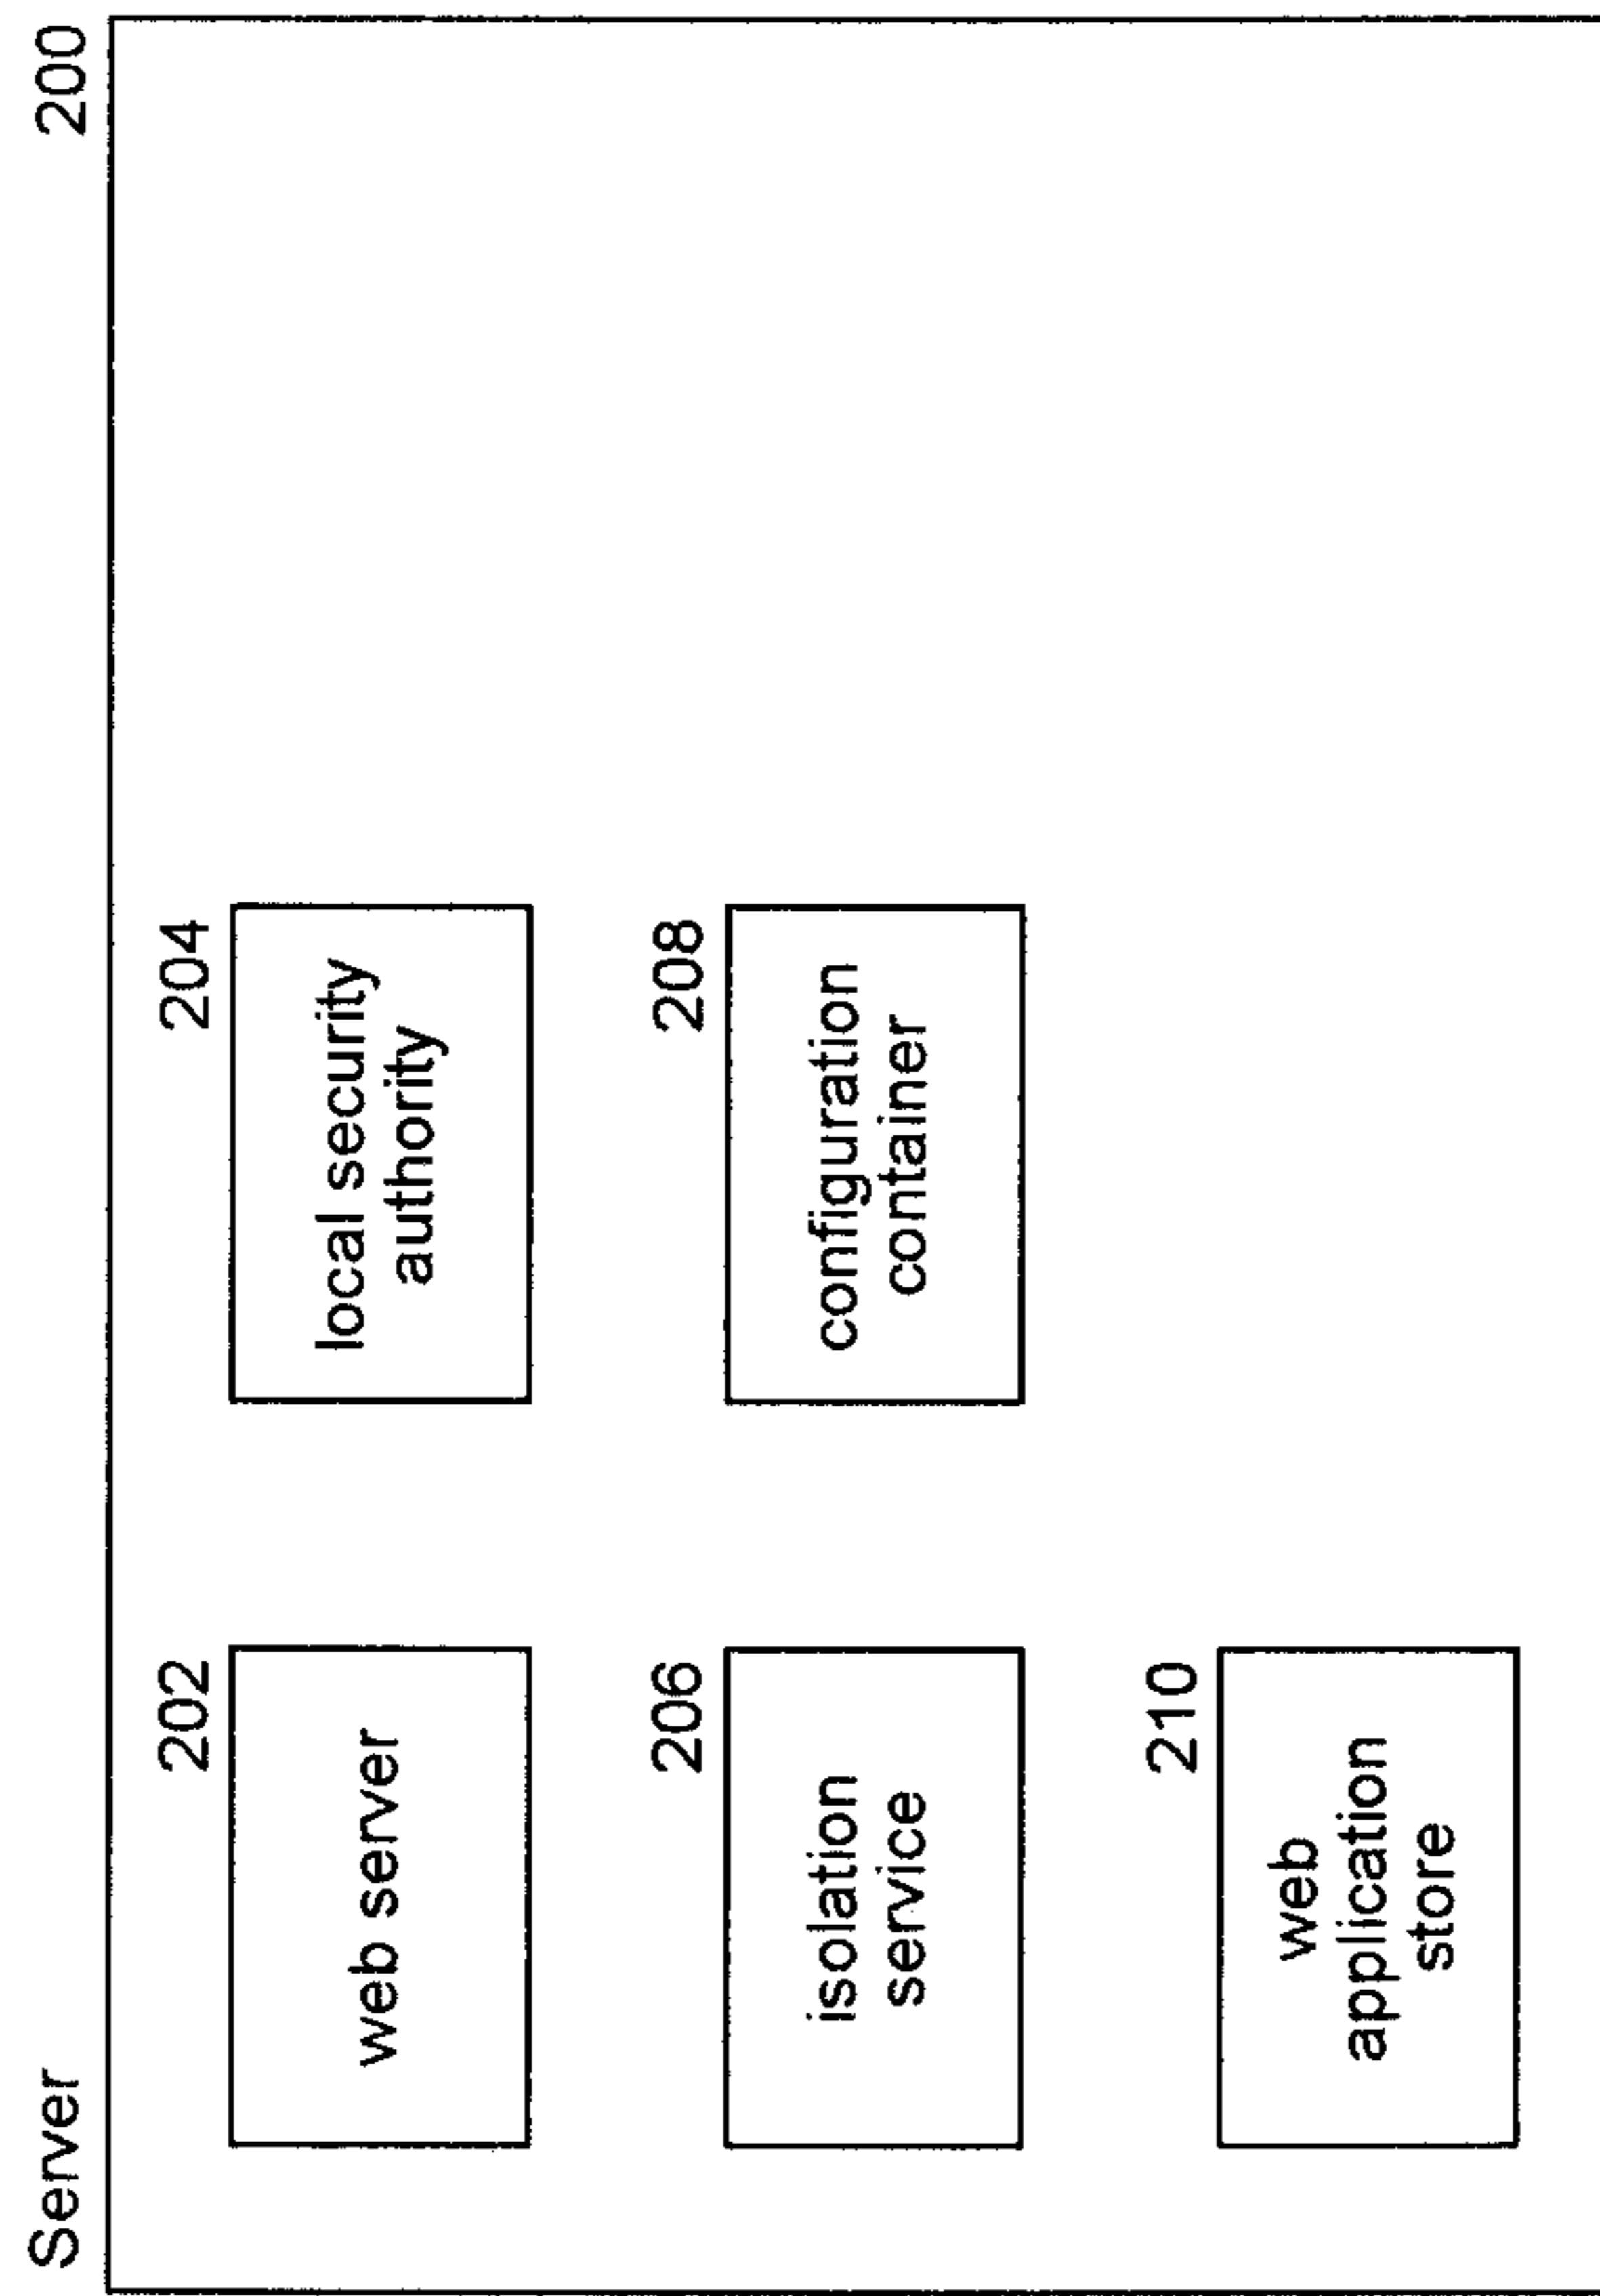 Server
200
202
web server
204
local security
authority
206
isolation
service
208
configuration
container
210
web
application
store